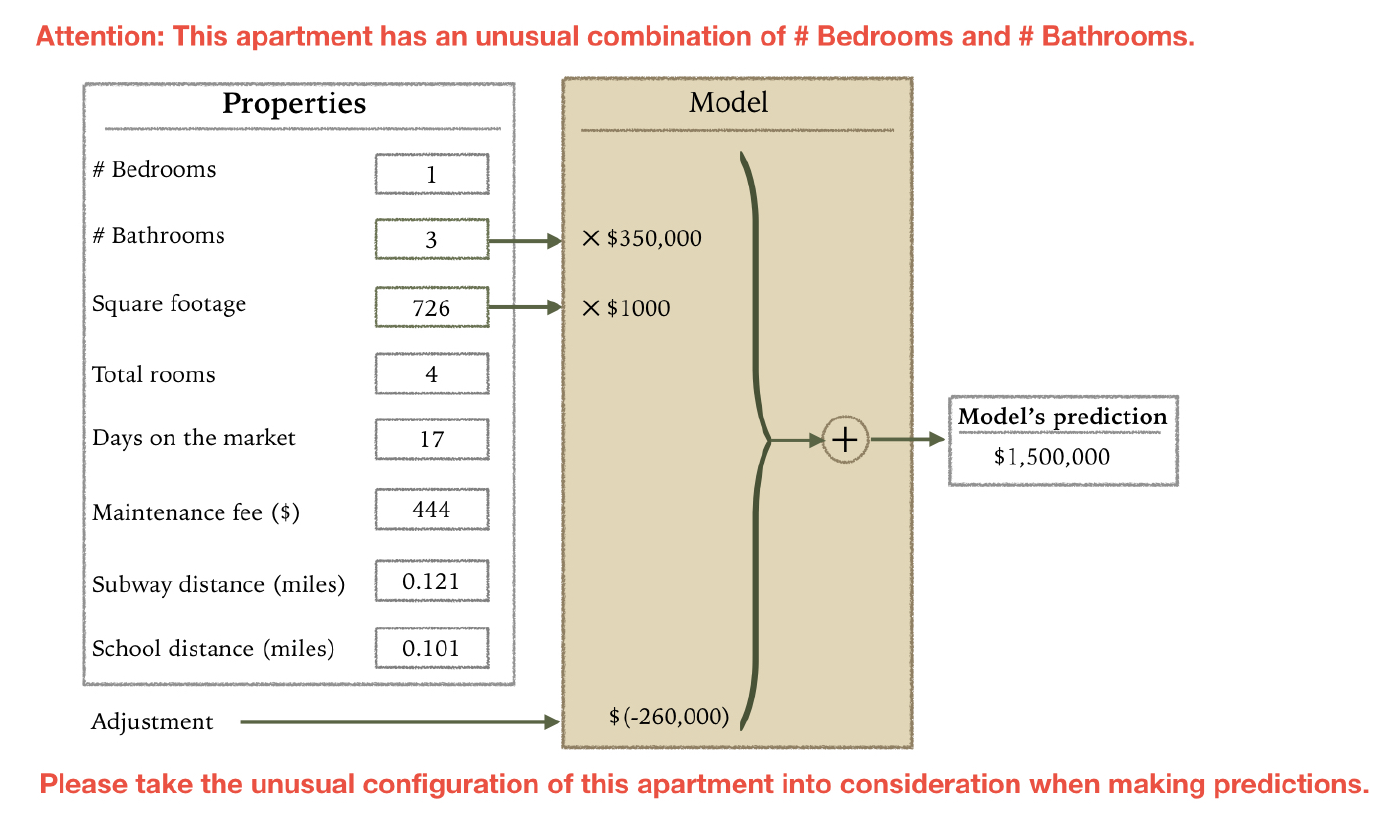 Attention: This apartment has an unusual combination of # Bedrooms and # Bathrooms.
Properties
Model
# Bedrooms 1
# Bathrooms 3 × $350,000
Square footage 726 × $1000
Total rooms 4
Days on the market 17
Maintenance fee ($) 444
Subway distance (miles) 0.121
School distance (miles) 0.101
Adjustment $(-260,000)
+
Model's prediction
$1,500,000
Please take the unusual configuration of this apartment into consideration when making predictions.